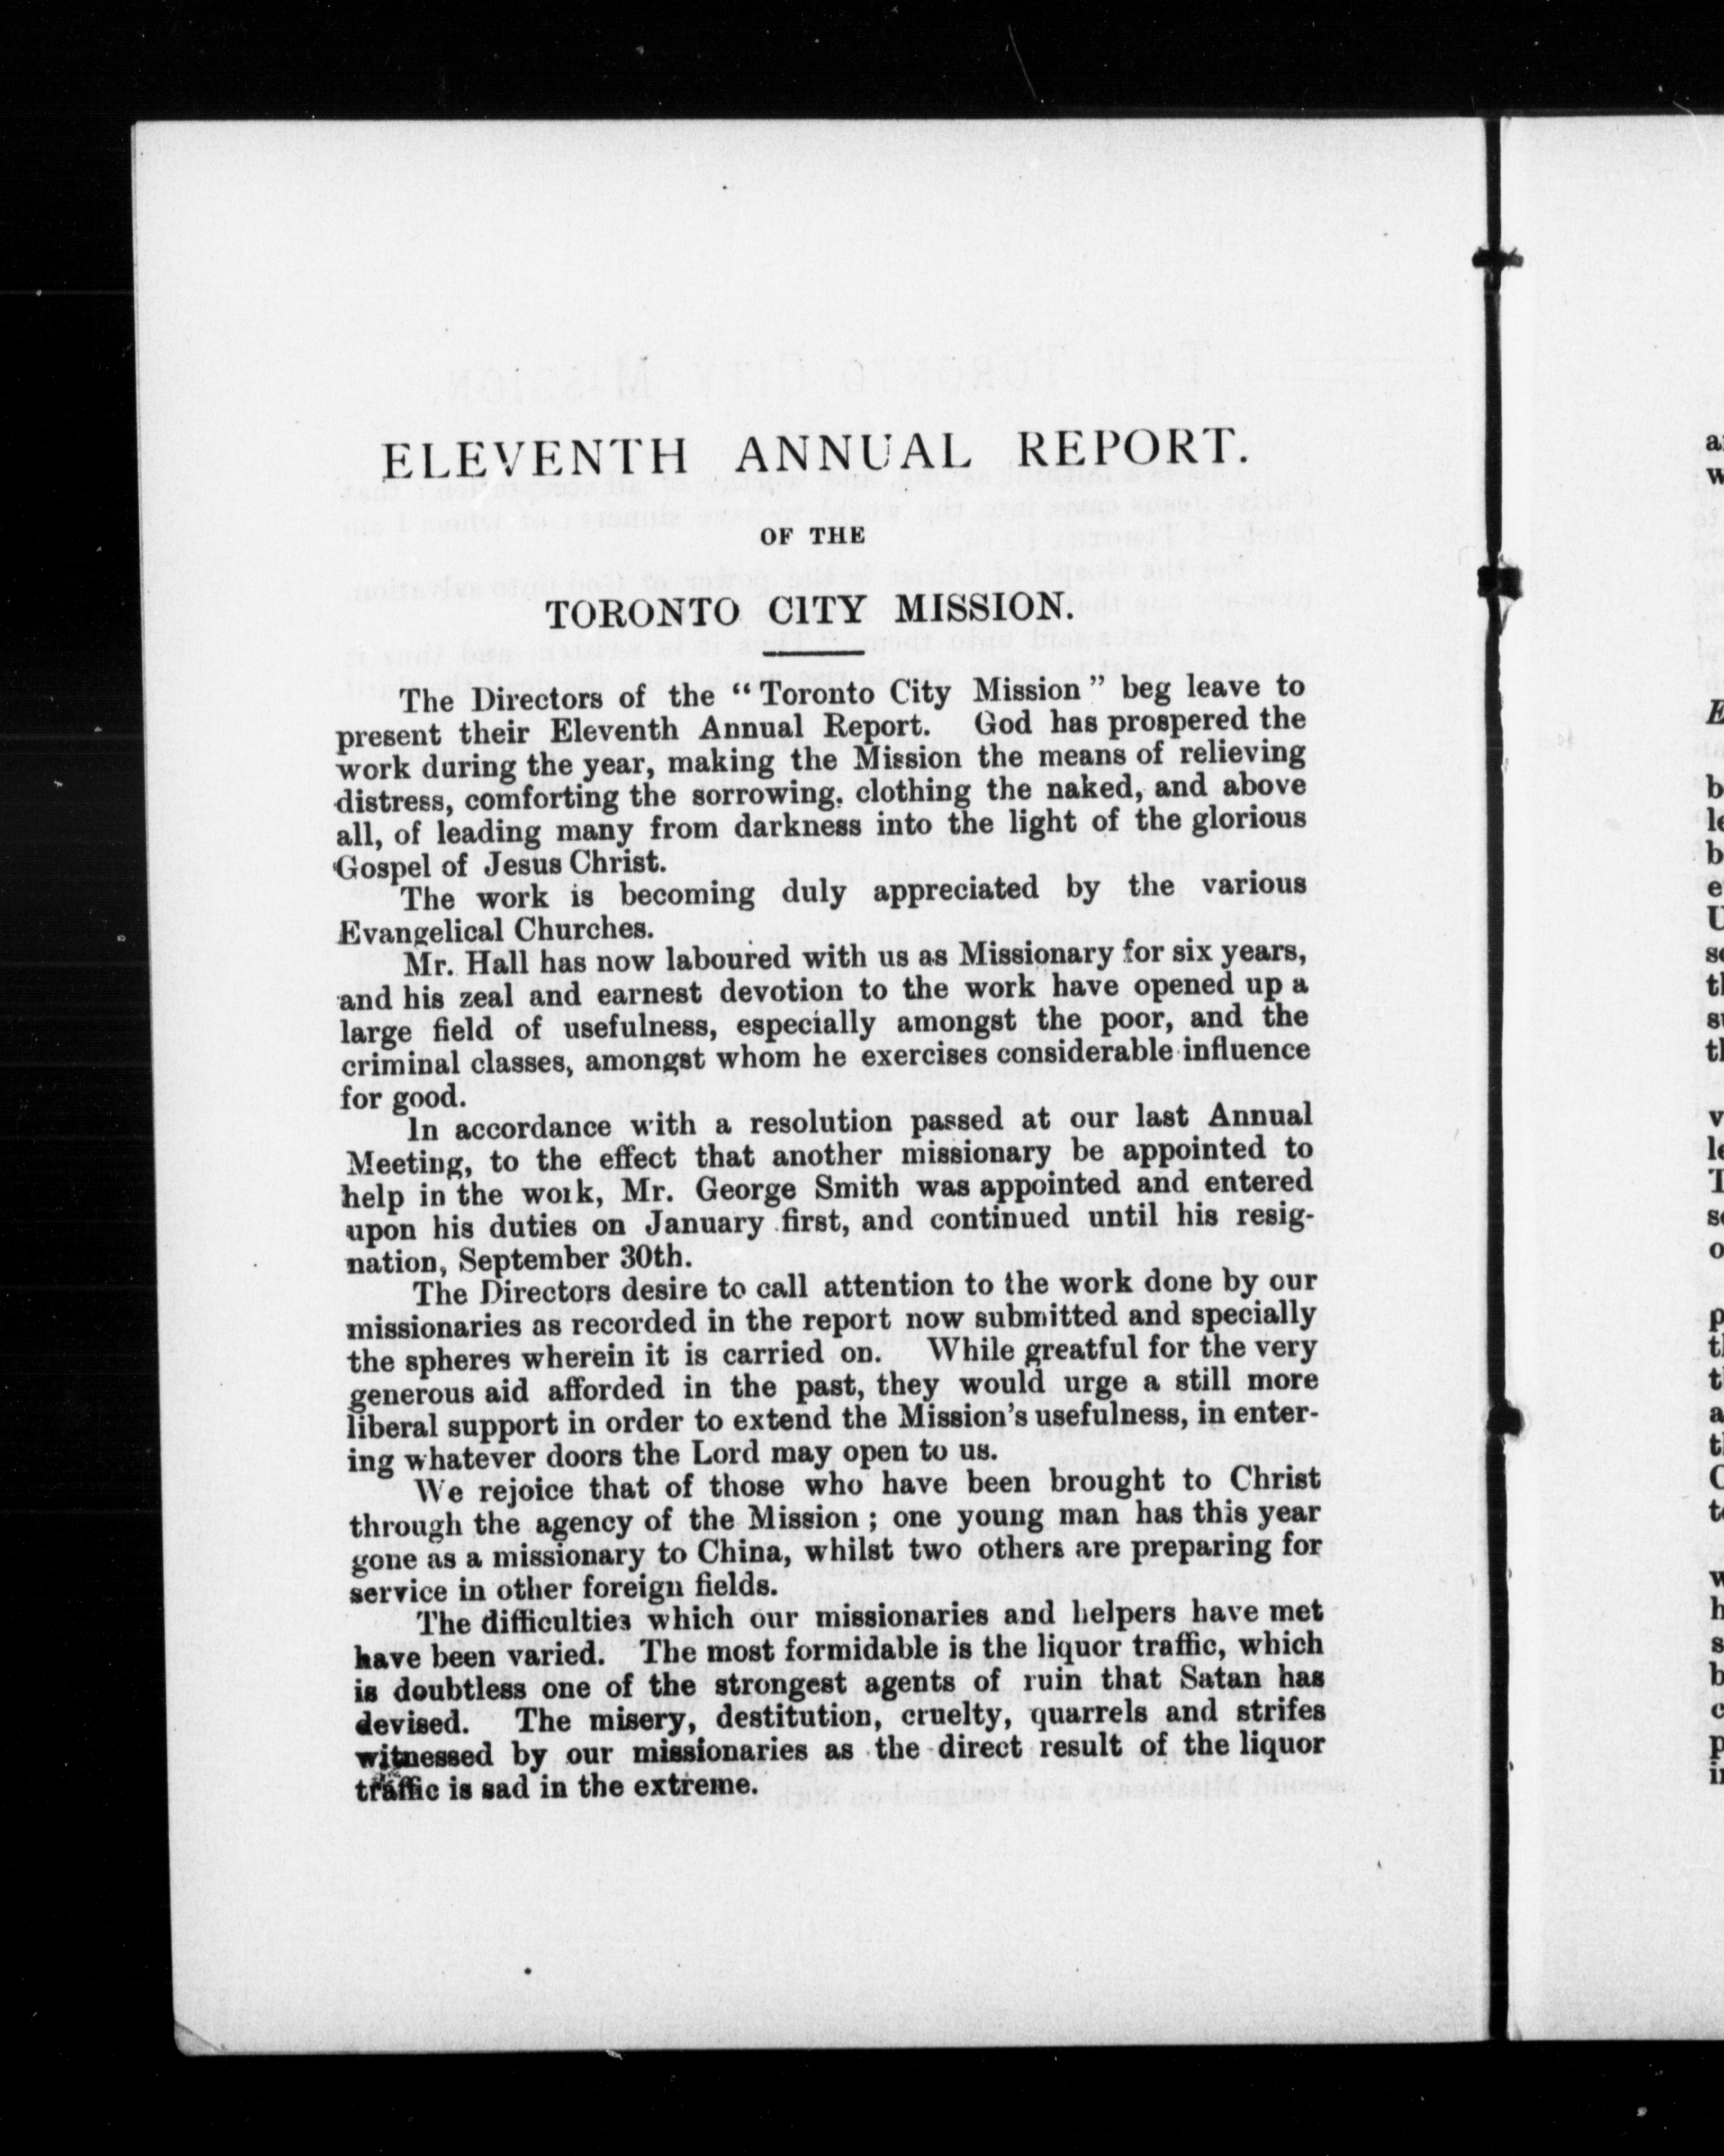 ELEVENTH ANNUAL REPORT.
OF THE
TORONTO CITY MISSION.
The Directors of the “Toronto City Mission” beg leave to
present their Eleventh Annual Report. God has prospered the
work during the year, making the Mission the means of relieving
distress, comforting the sorrowing, clothing the naked, and above
all, of leading many from darkness into the light of the glorious
Gospel of Jesus Christ.
The work is becoming duly appreciated by the various
Evangelical Churches.
Mr. Hall has now laboured with us as Missionary for six years,
and his zeal and earnest devotion to the work have opened up a
large field of usefulness, especially amongst the poor, and the
criminal classes, amongst whom he exercises considerable influence
for good.
In accordance with a resolution passed at our last Annual
Meeting, to the effect that another missionary be appointed to
help in the work, Mr. George Smith was appointed and entered
upon his duties on January first, and continued until his resig-
nation, September 30th.
The Directors desire to call attention to the work done by our
missionaries as recorded in the report now submitted and specially
the spheres wherein it is carried on. While greatful for the very
generous aid afforded in the past, they would urge a still more
liberal support in order to extend the Mission's usefulness, in enter-
ing whatever doors the Lord may open to us.
We rejoice that of those who have been brought to Christ
through the agency of the Mission ; one young man has this year
gone as a missionary to China, whilst two others are preparing for
service in other foreign fields.
The difficulties which our missionaries and helpers have met
have been varied. The most formidable is the liquor traffic, which
is doubtless one of the strongest agents of ruin that Satan has
devised. The misery, destitution, cruelty, quarrels and strifes
witnessed by our missionaries as the direct result of the liquor
traffic is sad in the extreme.